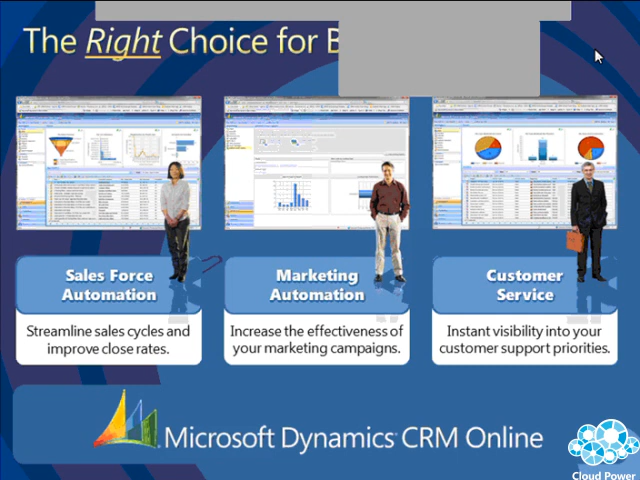 The Right Choice for B
Sales Force
Automation
Streamline sales cycles and
improve close rates.
Marketing
Automation
Increase the effectiveness of
your marketing campaigns.
Customer
Service
Instant visibility into your
customer support priorities.
Microsoft Dynamics CRM Online
Cloud Power